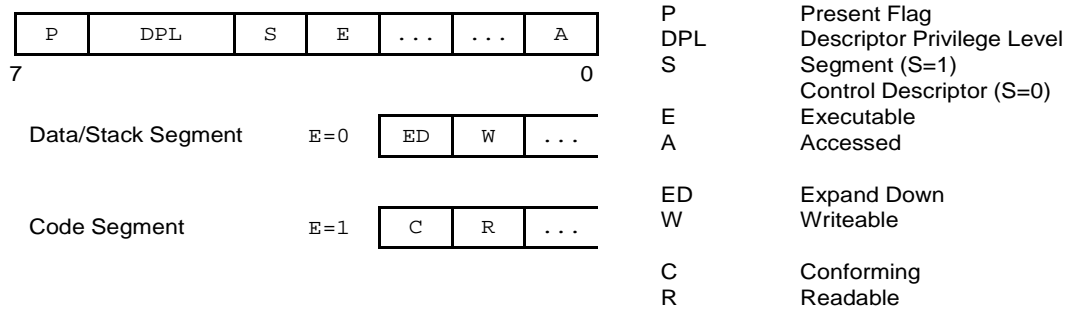 P DPL S E ... ... A
7 0
Data/Stack Segment E=0 ED W ...
Code Segment E=1 C R ...
P Present Flag
DPL Descriptor Privilege Level
S Segment (S=1)
Control Descriptor (S=0)
E Executable
A Accessed
ED Expand Down
W Writeable
C Conforming
R Readable